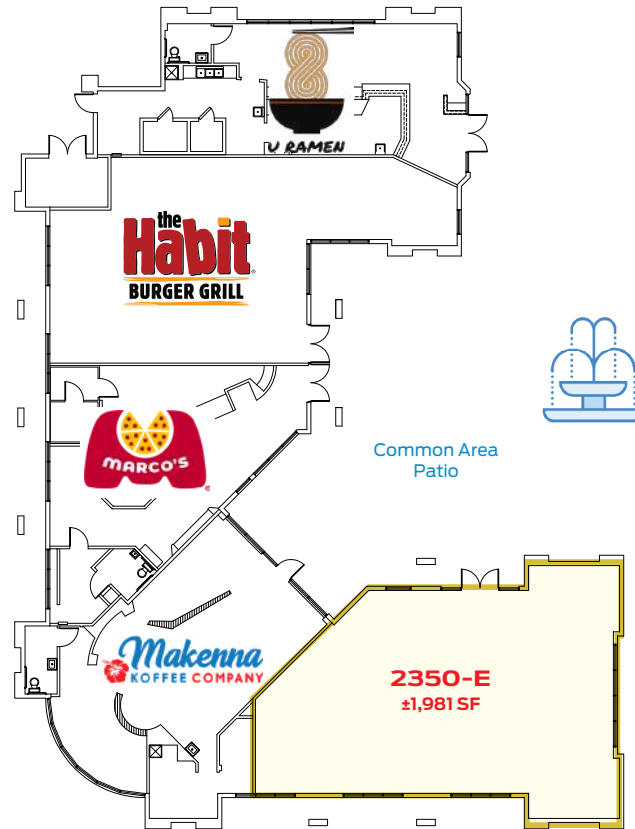 U RAMEN
the
Habit
BURGER GRILL
MARCO'S
Common Area
Patio
Makenna
KOFFEE COMPANY
2350-E
±1,981 SF